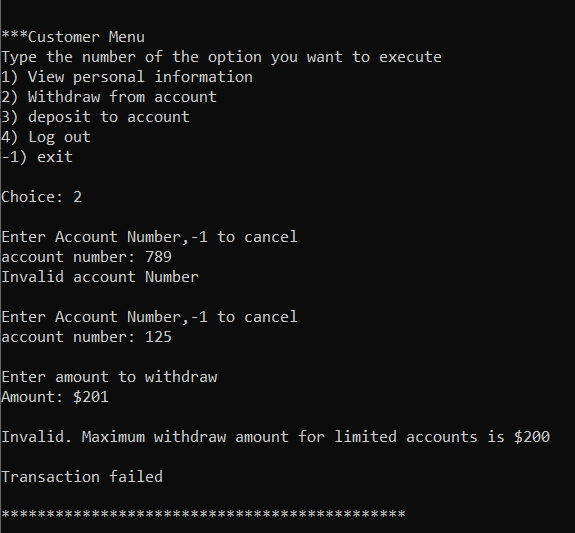 ***Customer Menu
Type the number of the option you want to execute
1) View personal information
2) Withdraw from account
3) deposit to account
4) Log out
-1) exit
Choice: 2
Enter Account Number,-1 to cancel
account number: 789
Invalid account Number
Enter Account Number,-1 to cancel
account number: 125
Enter amount to withdraw
Amount: $201
Invalid. Maximum withdraw amount for limited accounts is $200
Transaction failed
*********************************************